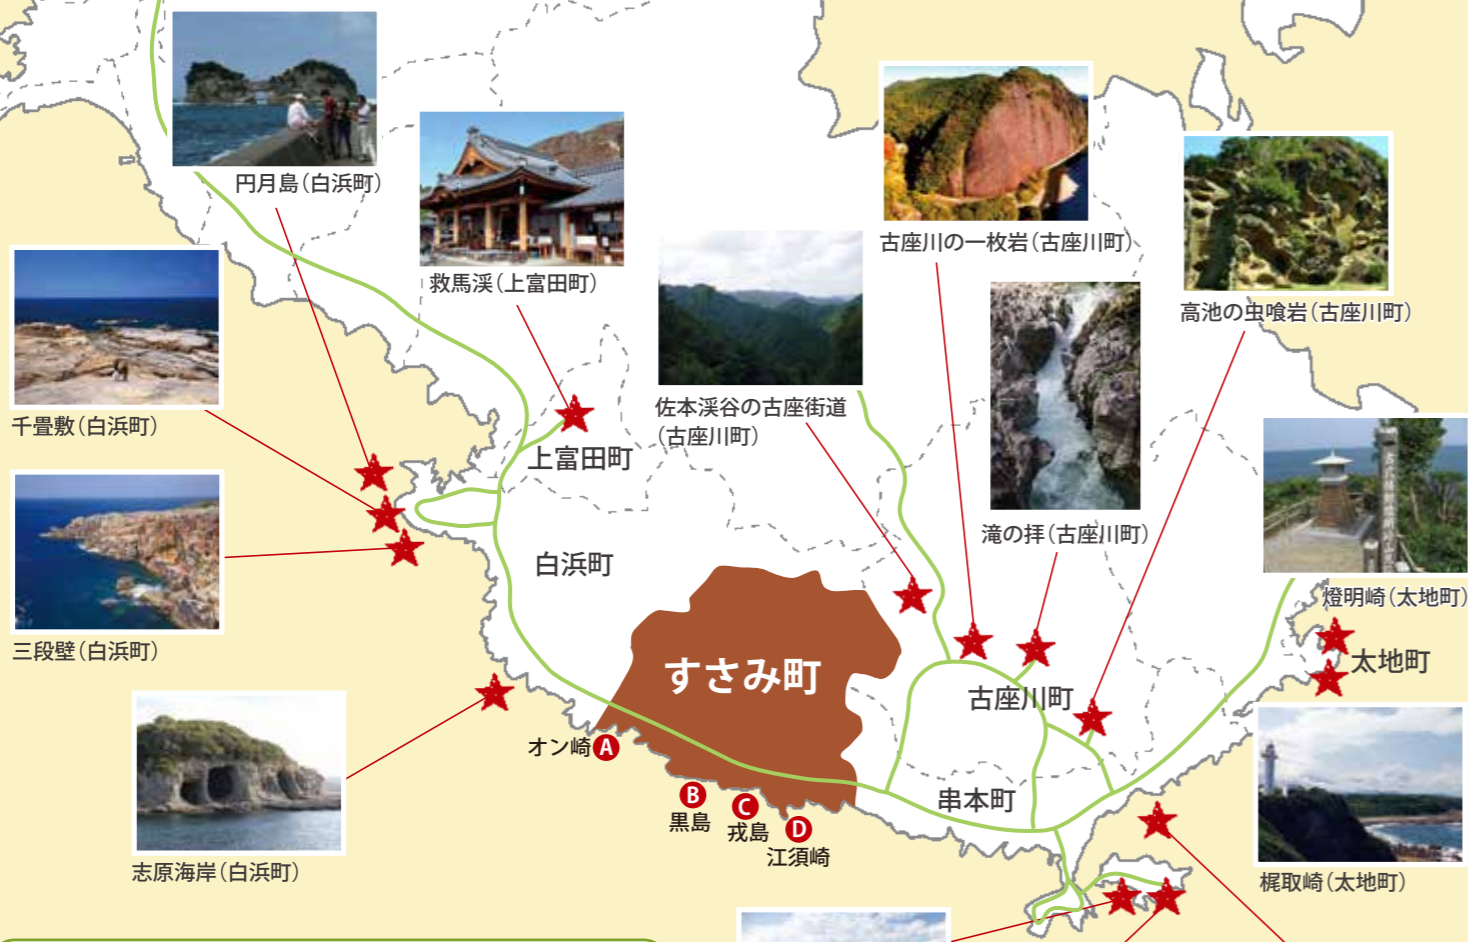 円月島（白浜町）
救馬渓（上富田町）
古座川の一枚岩（古座川町）
高池の虫喰岩（古座川町）
千畳敷（白浜町）
佐本渓谷の古座街道
（古座川町）
上富田町
滝の拝（古座川町）
白浜町
燈明崎（太地町）
三段壁（白浜町）
太地町
すさみ町
古座川町
オン崎 A
B
黒島
C
戎島
D
江須崎
串本町
志原海岸（白浜町）
梶取崎（太地町）